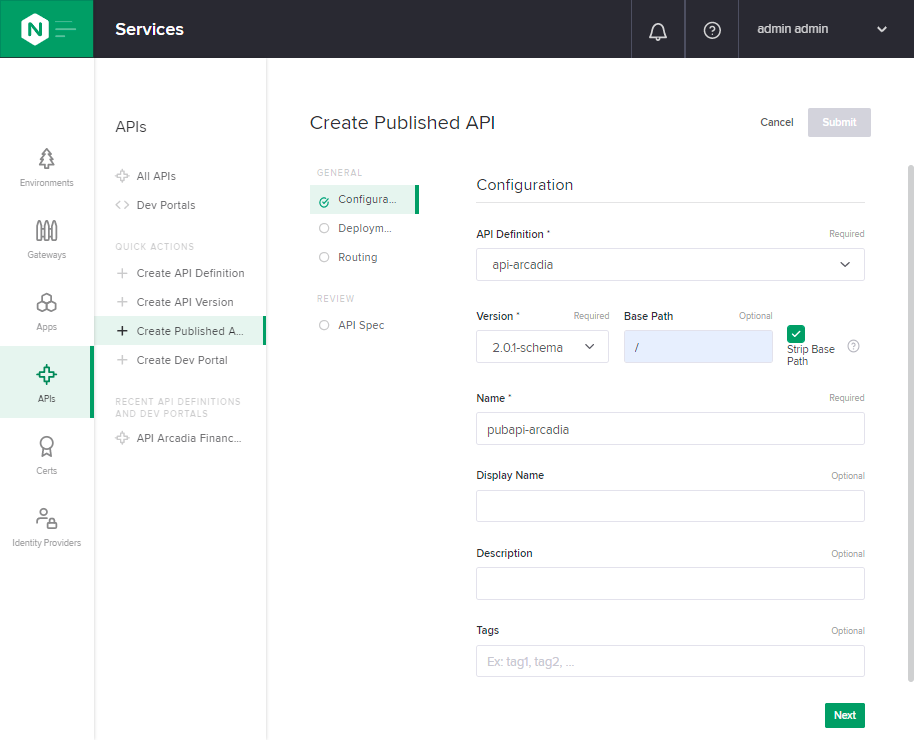 N
Services
admin admin
Environments
Gateways
Apps
APIs
Certs
Identity Providers
APIs
All APIs
Dev Portals
QUICK ACTIONS
Create API Definition
Create API Version
Create Published A...
Create Dev Portal
RECENT API DEFINITIONS
AND DEV PORTALS
API Arcadia Financ...
Create Published API
Cancel
Submit
GENERAL
Configura...
Deploym...
Routing
REVIEW
API Spec
Configuration
API Definition *
Required
api-arcadia
Version *
Required
Base Path
Optional
2.0.1-schema
/
Strip Base
Path
?
Name *
Required
pubapi-arcadia
Display Name
Optional
Description
Optional
Tags
Optional
Ex: tag1, tag2, ...
Next